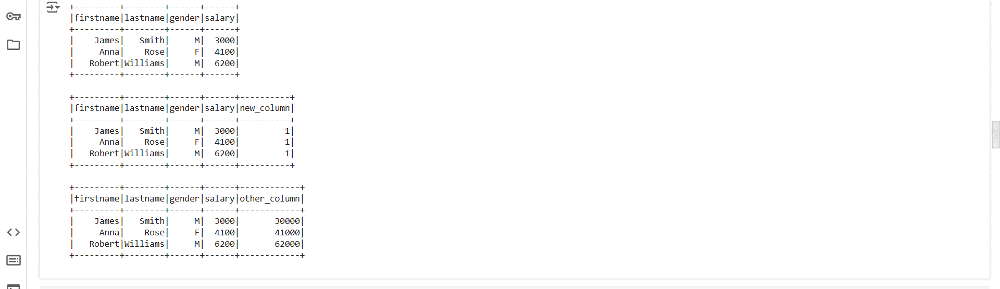 +---------+--------+------+------+
|firstname|lastname|gender|salary|
+---------+--------+------+------+
|    James|   Smith|     M|  3000|
|     Anna|    Rose|     F|  4100|
|   Robert|Williams|     M|  6200|
+---------+--------+------+------+
+---------+--------+------+------+----------+
|firstname|lastname|gender|salary|new_column|
+---------+--------+------+------+----------+
|    James|   Smith|     M|  3000|         1|
|     Anna|    Rose|     F|  4100|         1|
|   Robert|Williams|     M|  6200|         1|
+---------+--------+------+------+----------+
+---------+--------+------+------+------------+
|firstname|lastname|gender|salary|other_column|
+---------+--------+------+------+------------+
|    James|   Smith|     M|  3000|       30000|
|     Anna|    Rose|     F|  4100|       41000|
|   Robert|Williams|     M|  6200|       62000|
+---------+--------+------+------+------------+